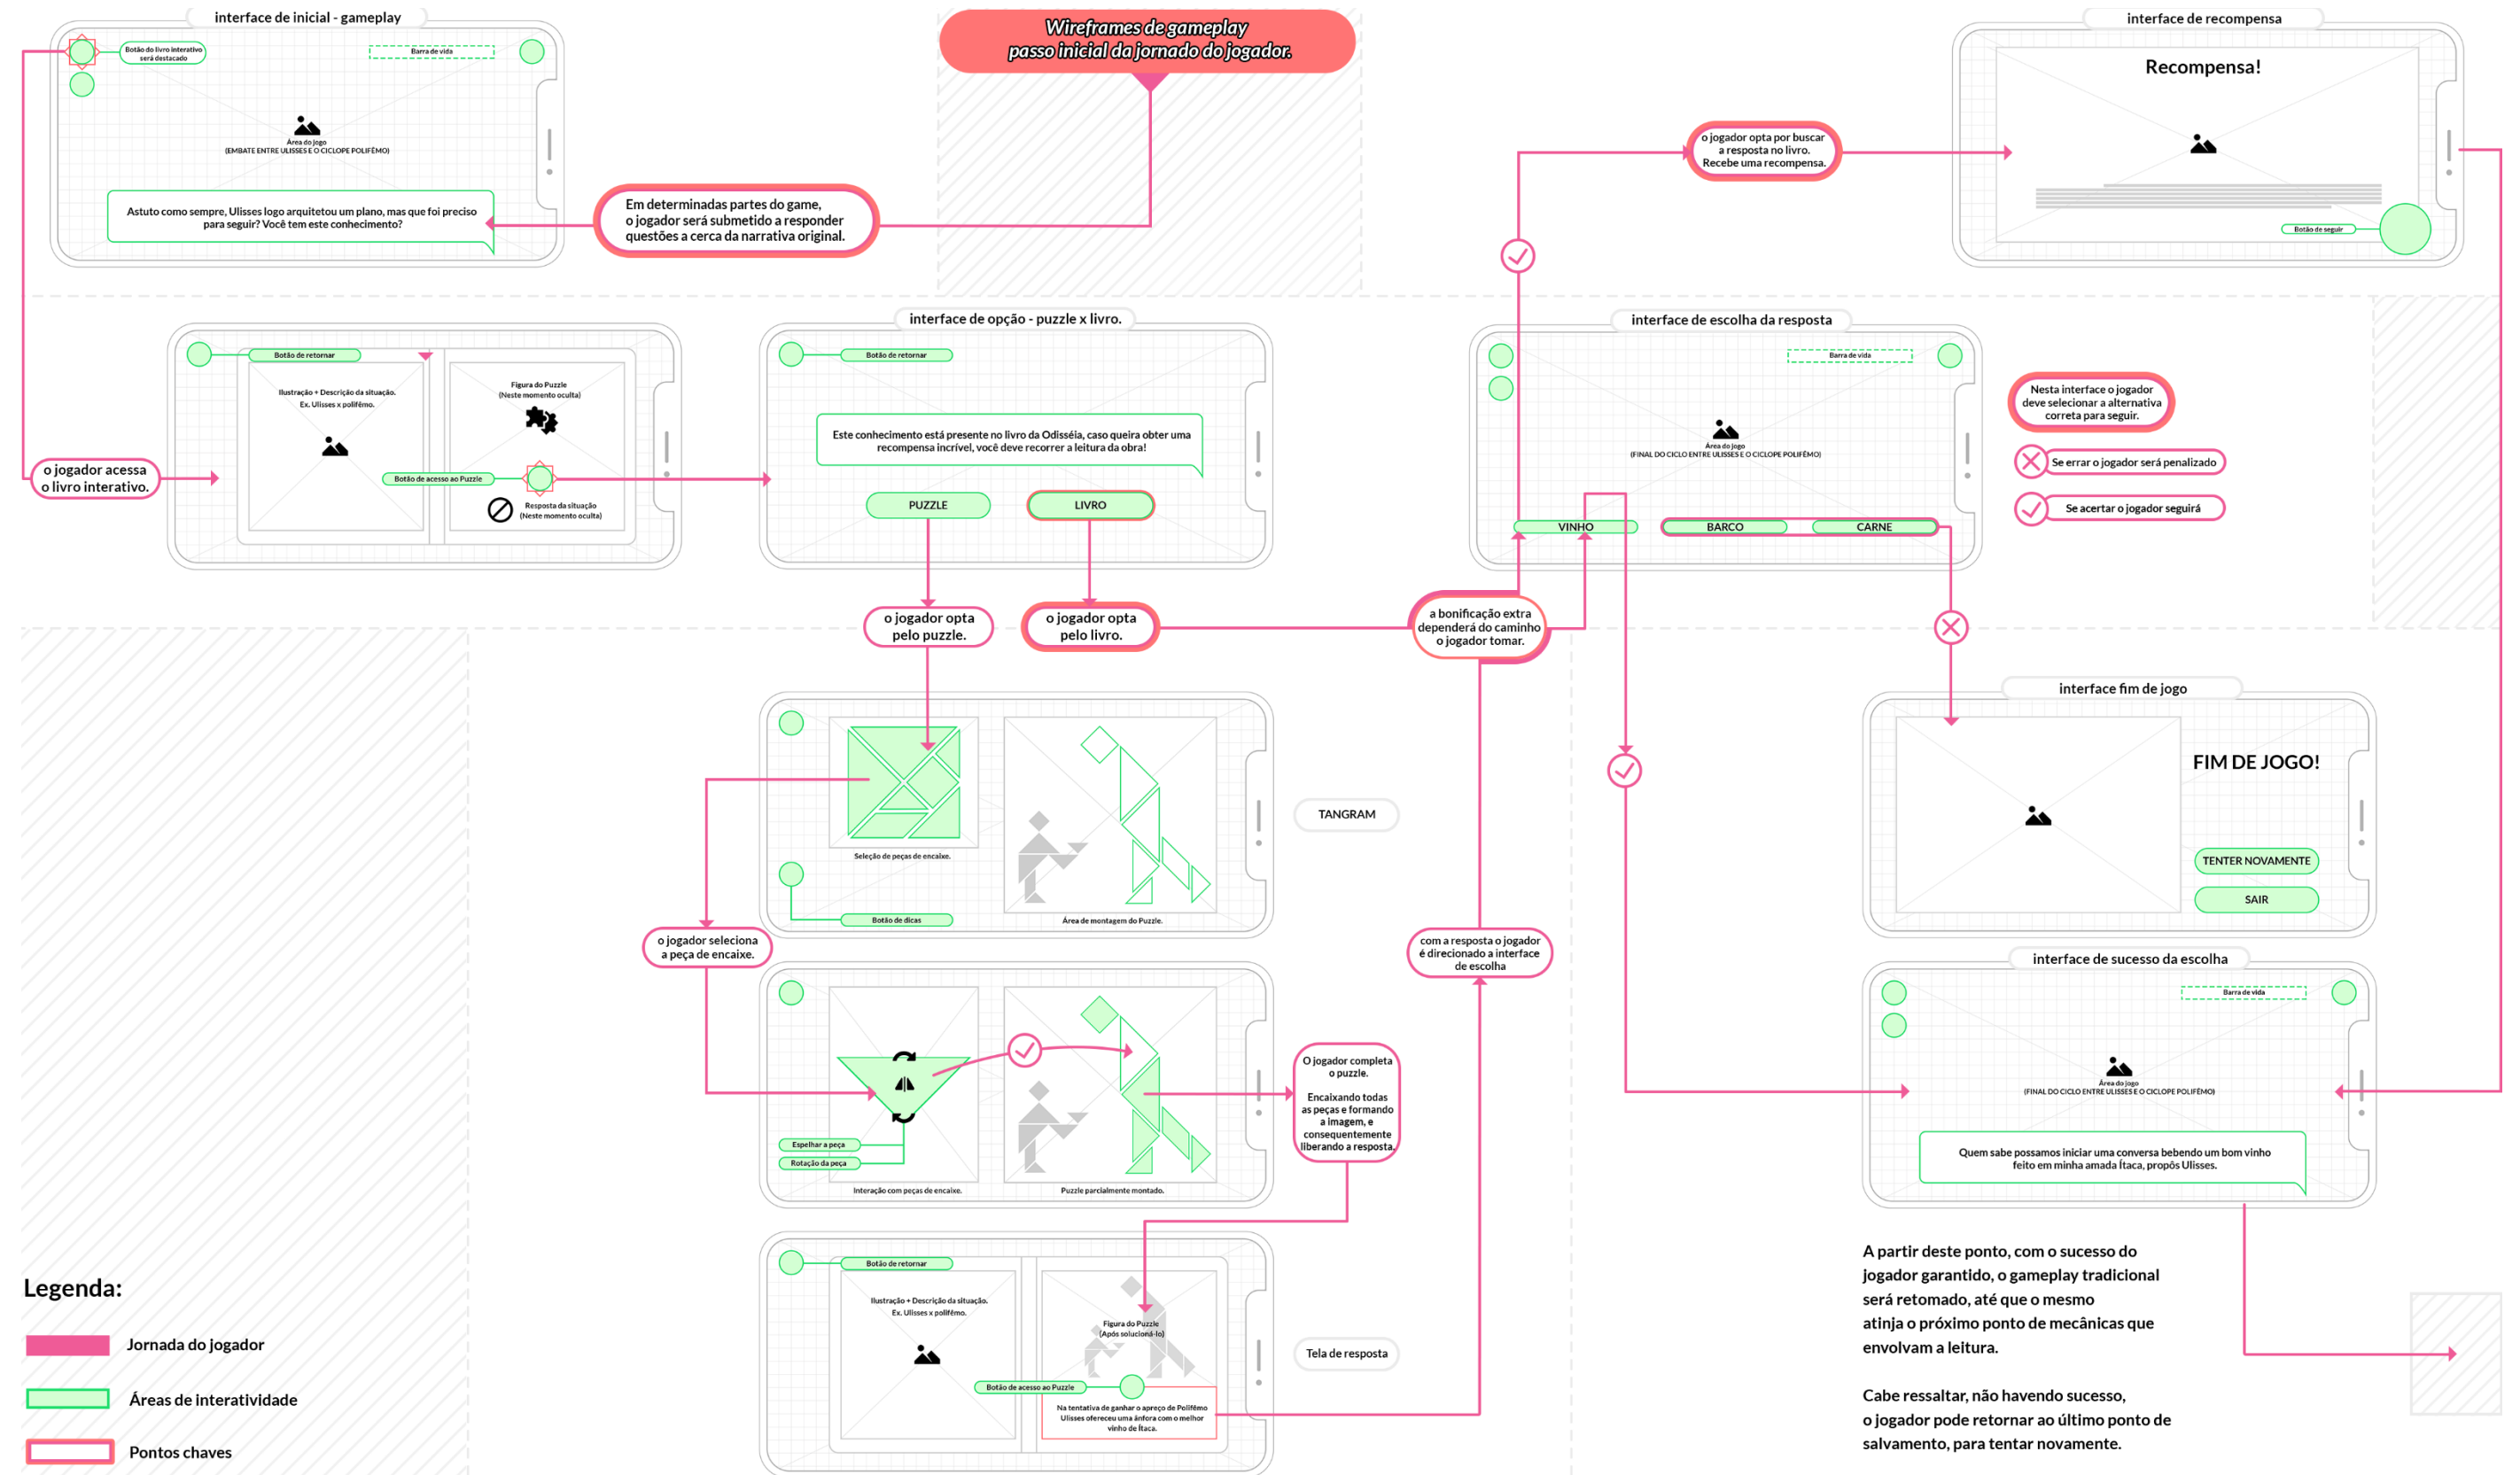 interface de inicial - gameplay
Botão do livro interativo
será destacado
Barra de vida
Área do jogo
(EMBATE ENTRE ULISSES E O CICLOPE POLIFÊMO)
Astuto como sempre, Ulisses logo arquitetou um plano, mas que foi preciso
para seguir? Você tem este conhecimento?
Wireframes de gameplay
passo inicial da jornado do jogador.
Em determinadas partes do game,
o jogador será submetido a responder
questões a cerca da narrativa original.
o jogador opta por buscar
a resposta no livro.
Recebe uma recompensa.
interface de recompensa
Recompensa!
Botão de seguir
o jogador acessa
o livro interativo.
Botão de retornar
Ilustração + Descrição da situação.
Ex. Ulisses x polifêmo.
Figura do Puzzle
(Neste momento oculta)
Botão de acesso ao Puzzle
Resposta da situação
(Neste momento oculta)
interface de opção - puzzle x livro.
Botão de retornar
Este conhecimento está presente no livro da Odisséia, caso queira obter uma
recompensa incrível, você deve recorrer a leitura da obra!
PUZZLE
LIVRO
interface de escolha da resposta
Barra de vida
Área do jogo
(FINAL DO CICLO ENTRE ULISSES E O CICLOPE POLIFÊMO)
VINHO
BARCO
CARNE
Nesta interface o jogador
deve selecionar a alternativa
correta para seguir.
Se errar o jogador será penalizado
Se acertar o jogador seguirá
o jogador opta
pelo puzzle.
o jogador opta
pelo livro.
a bonificação extra
dependerá do caminho
o jogador tomar.
Seleção de peças de encaixe.
Botão de dicas
Área de montagem do Puzzle.
TANGRAM
o jogador seleciona
a peça de encaixe.
Espelhar a peça
Rotação da peça
Interação com peças de encaixe.
Puzzle parcialmente montado.
O jogador completa
o puzzle.
Encaixando todas
as peças e formando
a imagem, e
consequentemente
liberando a resposta.
com a resposta o jogador
é direcionado a interface
de escolha
Botão de retornar
Ilustração + Descrição da situação.
Ex. Ulisses x polifêmo.
Figura do Puzzle
(Após solucioná-lo)
Botão de acesso ao Puzzle
Na tentativa de ganhar o apreço de Polifêmo
Ulisses ofereceu uma ânfora com o melhor
vinho de Ítaca.
Tela de resposta
interface fim de jogo
FIM DE JOGO!
TENTER NOVAMENTE
SAIR
interface de sucesso da escolha
Barra de vida
Área do jogo
(FINAL DO CICLO ENTRE ULISSES E O CICLOPE POLIFÊMO)
Quem sabe possamos iniciar uma conversa bebendo um bom vinho
feito em minha amada Ítaca, propôs Ulisses.
A partir deste ponto, com o sucesso do
jogador garantido, o gameplay tradicional
será retomado, até que o mesmo
atinja o próximo ponto de mecânicas que
envolvam a leitura.
Cabe ressaltar, não havendo sucesso,
o jogador pode retornar ao último ponto de
salvamento, para tentar novamente.
Legenda:
Jornada do jogador
Áreas de interatividade
Pontos chaves